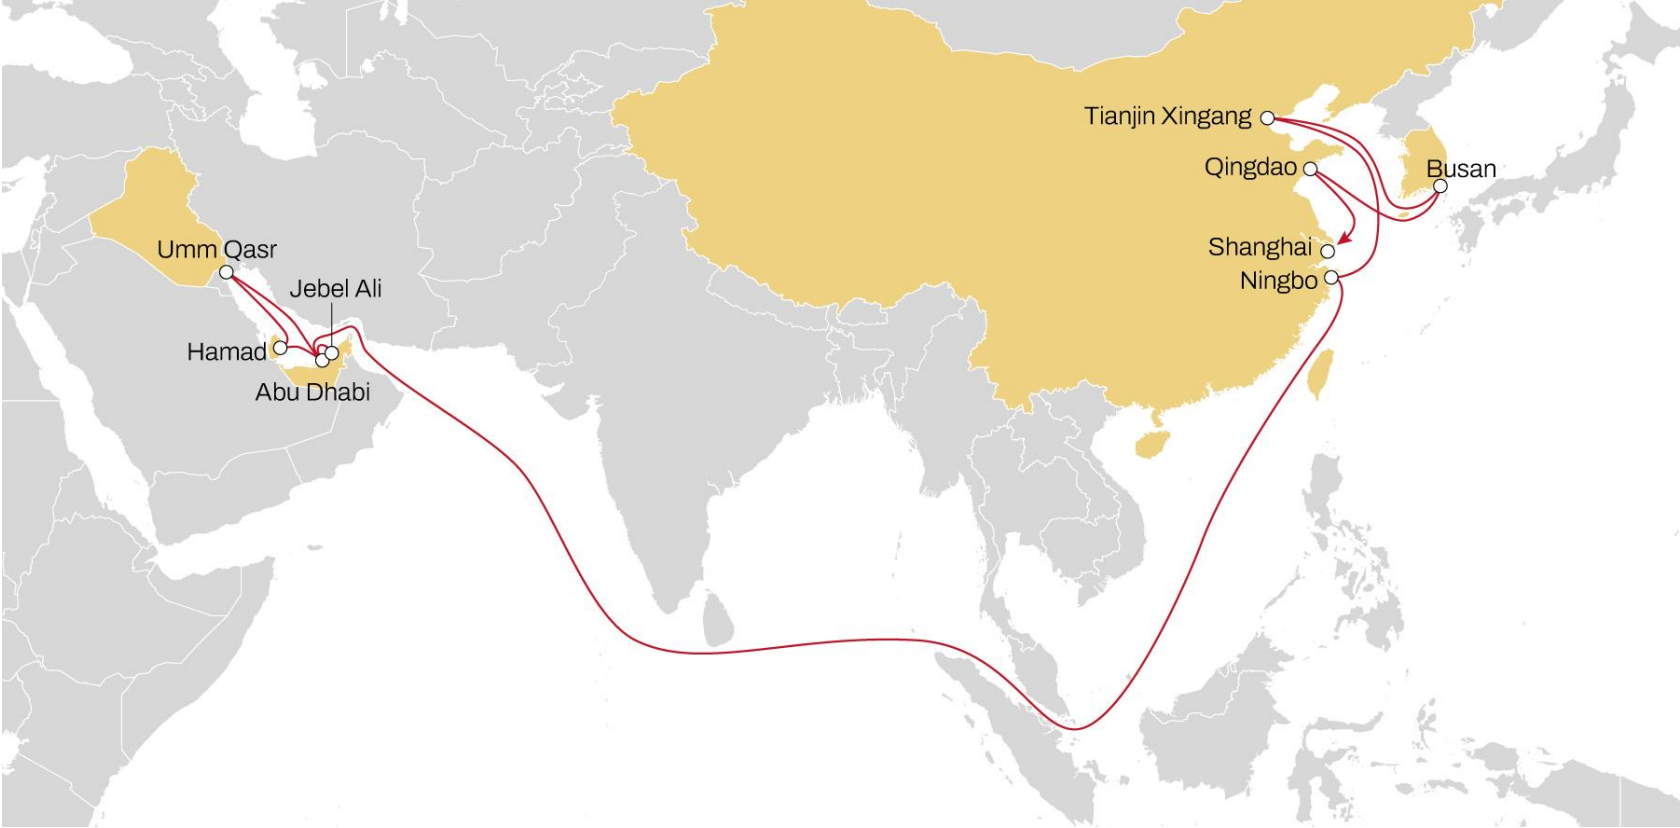 Tianjin Xingang
Qingdao
Busan
Shanghai
Umm Qasr
Ningbo
Jebel Ali
Hamad
Abu Dhabi